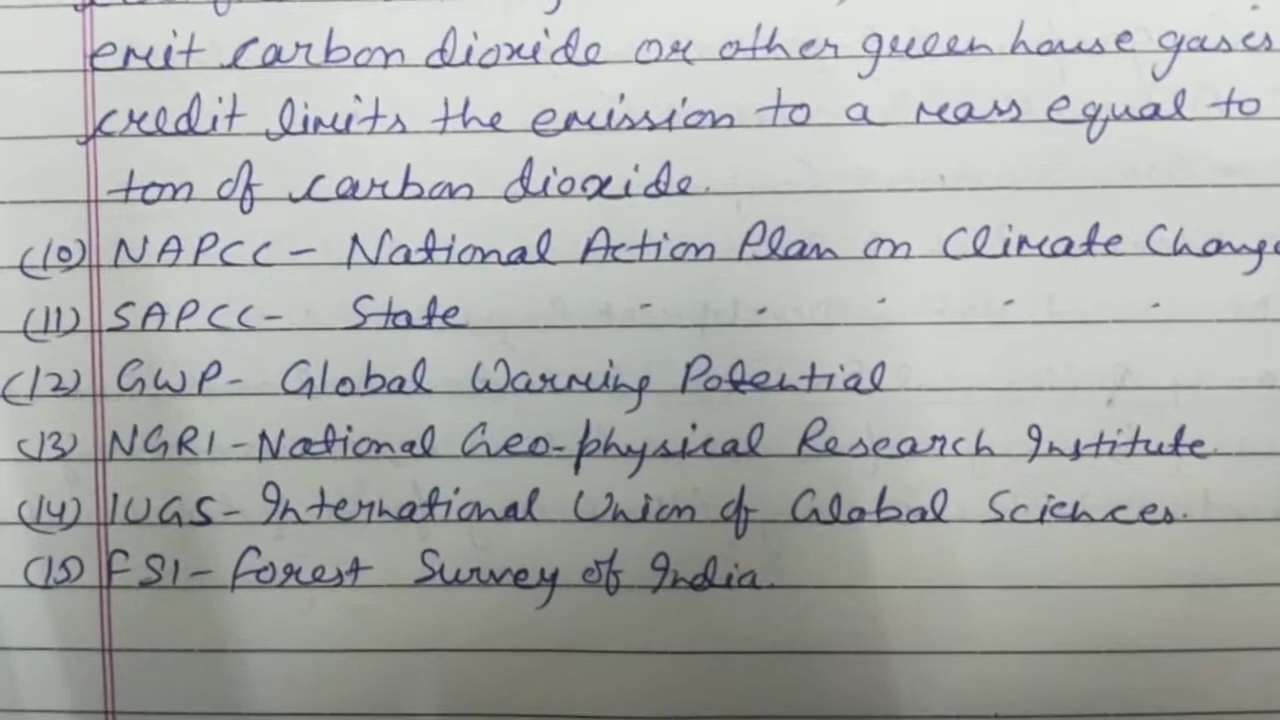 emit carbon dioxide or other green house gases
credit limits the emission to a mass equal to
ton of carbon dioxide.
(10) NAPCC - National Action Plan on Climate Change
(11) SAPCC - State - . . - .
(12) GWP - Global Warming Potential
(13) NGRI - National Geo-physical Research Institute
(14) IUGS - International Union of Global Sciences.
(15) FSI - Forest Survey of India.